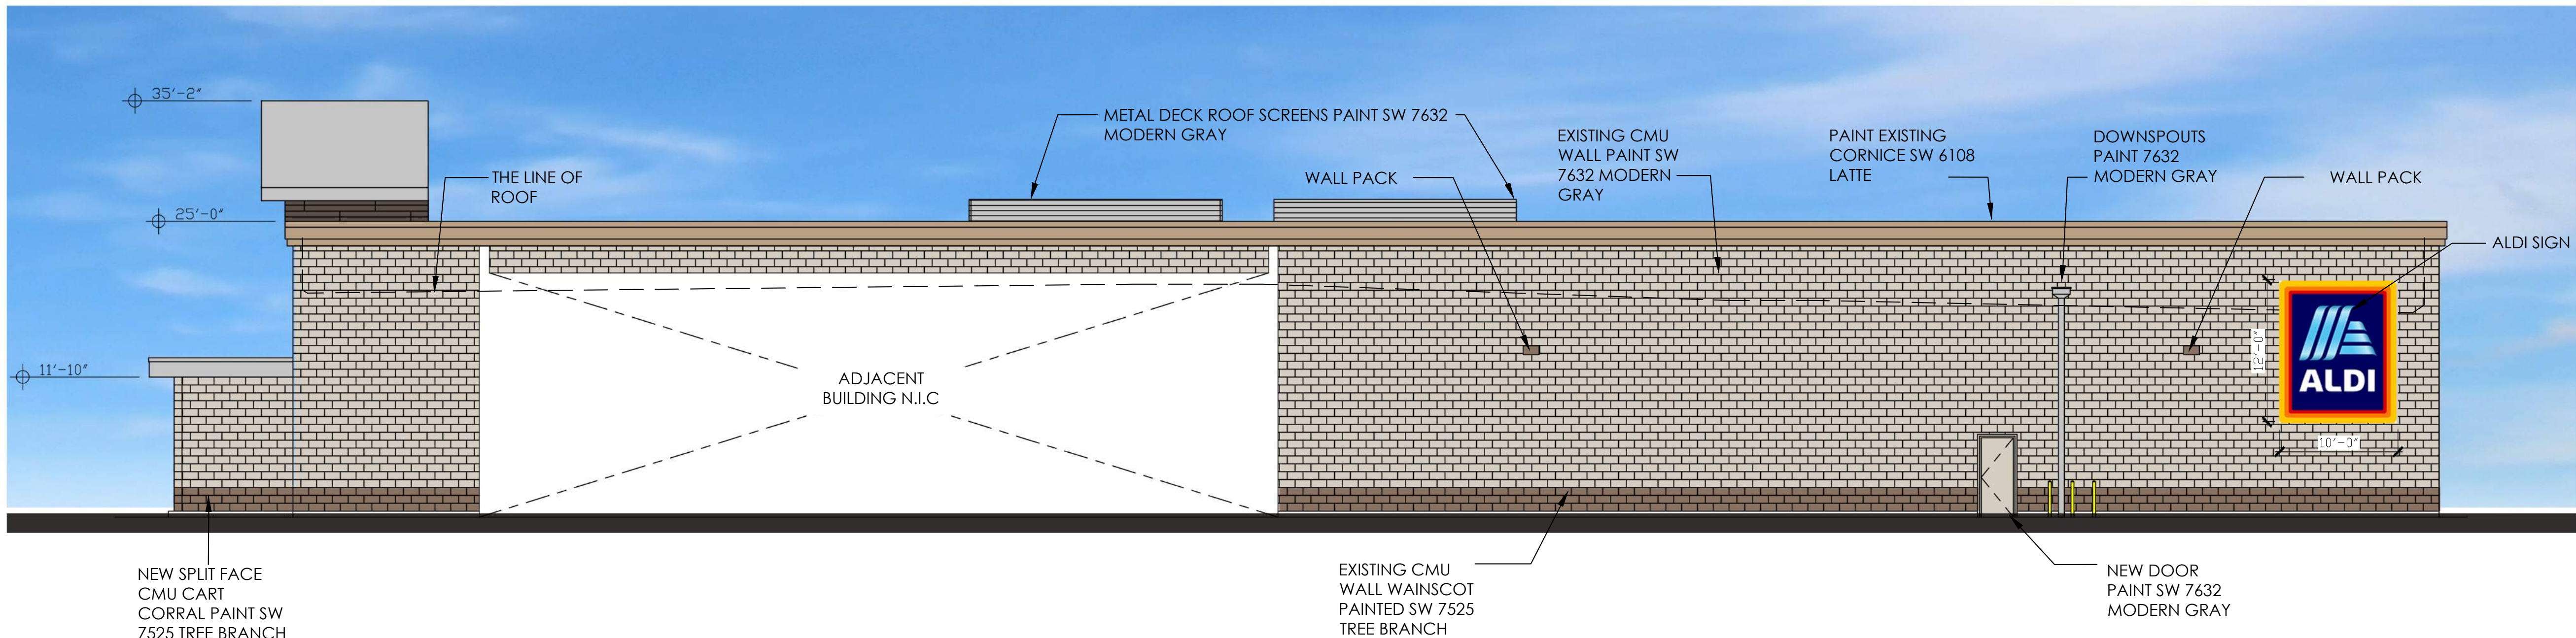 35'-2"
METAL DECK ROOF SCREENS PAINT SW 7632
MODERN GRAY
EXISTING CMU
WALL PAINT SW
7632 MODERN
GRAY
PAINT EXISTING
CORNICE SW 6108
LATTE
DOWNSPOUTS
PAINT 7632
MODERN GRAY
THE LINE OF
ROOF
WALL PACK
WALL PACK
25'-0"
ALDI SIGN
11'-10"
ADJACENT
BUILDING N.I.C
12'-0"
ALDI
10'-0"
NEW SPLIT FACE
CMU CART
CORRAL PAINT SW
7525 TREE BRANCH
EXISTING CMU
WALL WAINSCOT
PAINTED SW 7525
TREE BRANCH
NEW DOOR
PAINT SW 7632
MODERN GRAY